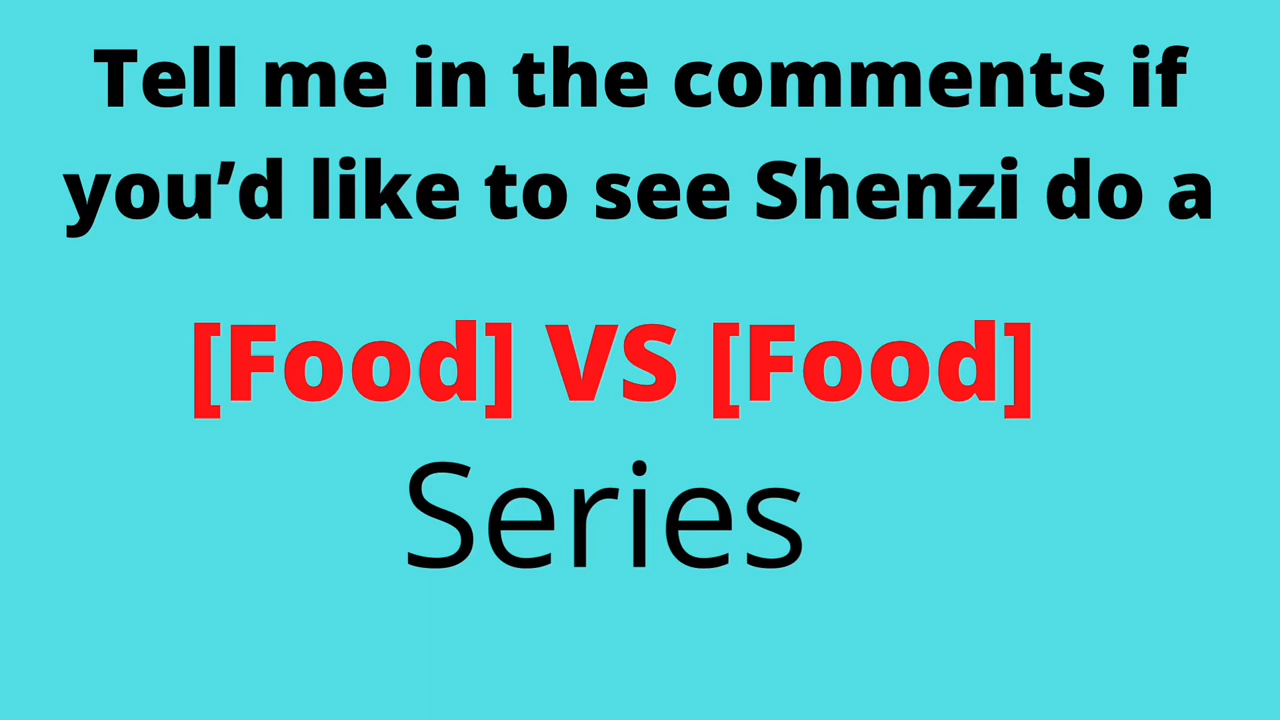 Tell me in the comments if
you’d like to see Shenzi do a
[Food] VS [Food]
Series